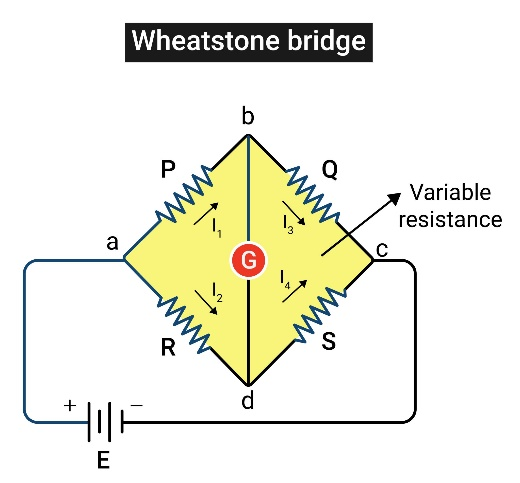 Wheatstone bridge
b
P
Q
Variable
resistance
I₁
I₃
a
c
G
I₂
I₄
R
S
d
+
−
E